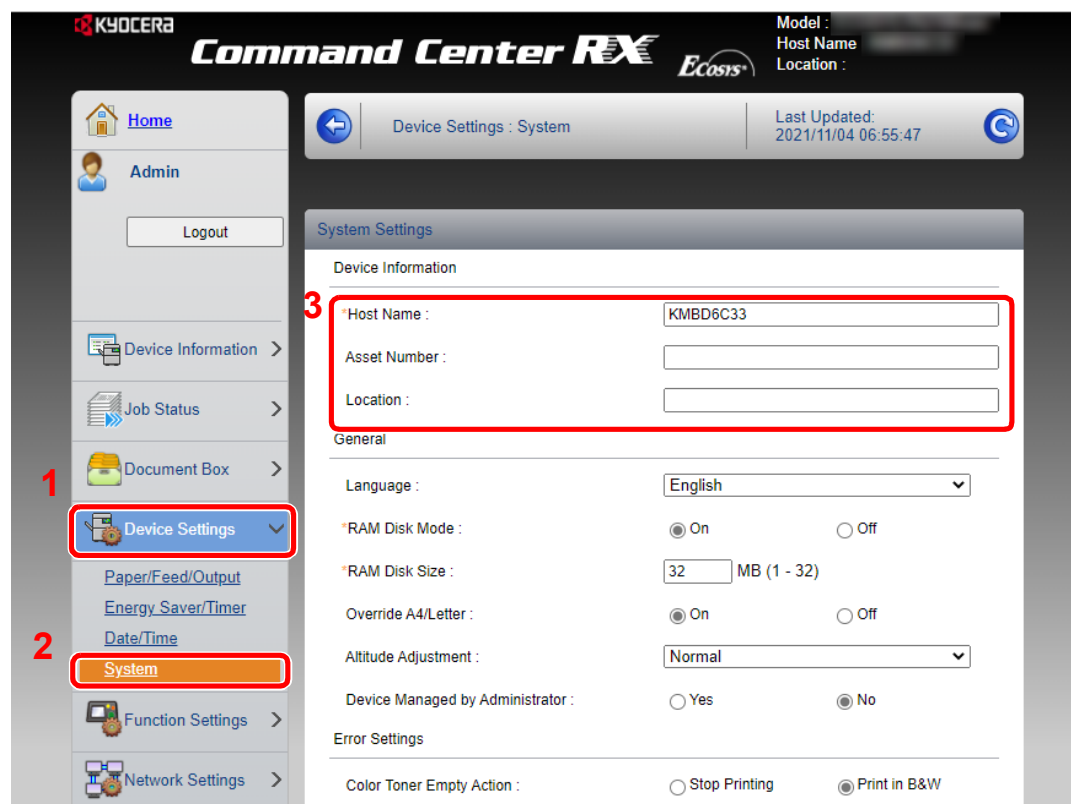 KYOCERA
Command Center RX
Ecosys
Model :
Host Name
Location :
Home
Admin
Logout
Device Settings : System
Last Updated:
2021/11/04 06:55:47
System Settings
Device Information
3
*Host Name : KMBD6C33
Asset Number :
Location :
General
Language : English
*RAM Disk Mode : On Off
*RAM Disk Size : 32 MB (1 - 32)
Override A4/Letter : On Off
Altitude Adjustment : Normal
Device Managed by Administrator : Yes No
Error Settings
Color Toner Empty Action : Stop Printing Print in B&W
Device Information
Job Status
Document Box
1
Device Settings
Paper/Feed/Output
Energy Saver/Timer
Date/Time
2
System
Function Settings
Network Settings